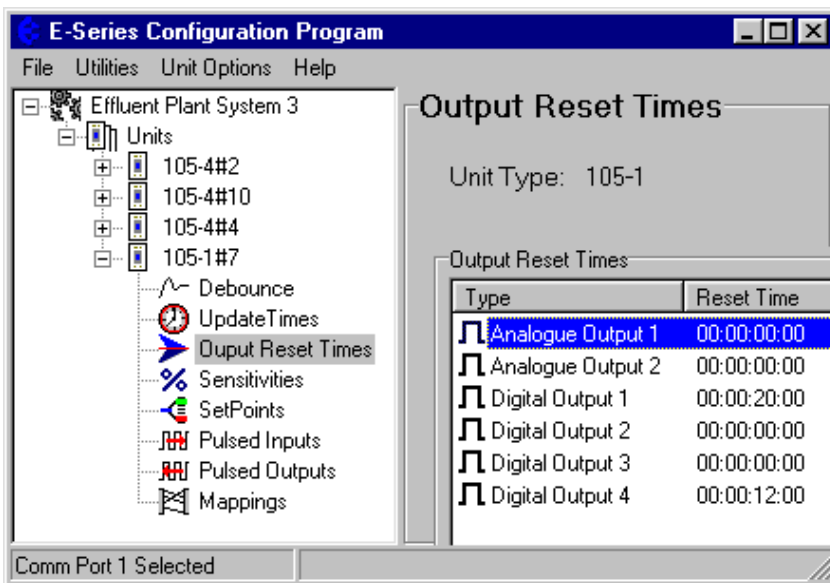 E-Series Configuration Program
File Utilities Unit Options Help
Effluent Plant System 3
Units
105-4#2
105-4#10
105-4#4
105-1#7
Debounce
UpdateTimes
Ouput Reset Times
Sensitivities
SetPoints
Pulsed Inputs
Pulsed Outputs
Mappings
Output Reset Times
Unit Type: 105-1
Output Reset Times
Type Reset Time
Analogue Output 1 00:00:00:00
Analogue Output 2 00:00:00:00
Digital Output 1 00:00:20:00
Digital Output 2 00:00:00:00
Digital Output 3 00:00:00:00
Digital Output 4 00:00:12:00
Comm Port 1 Selected